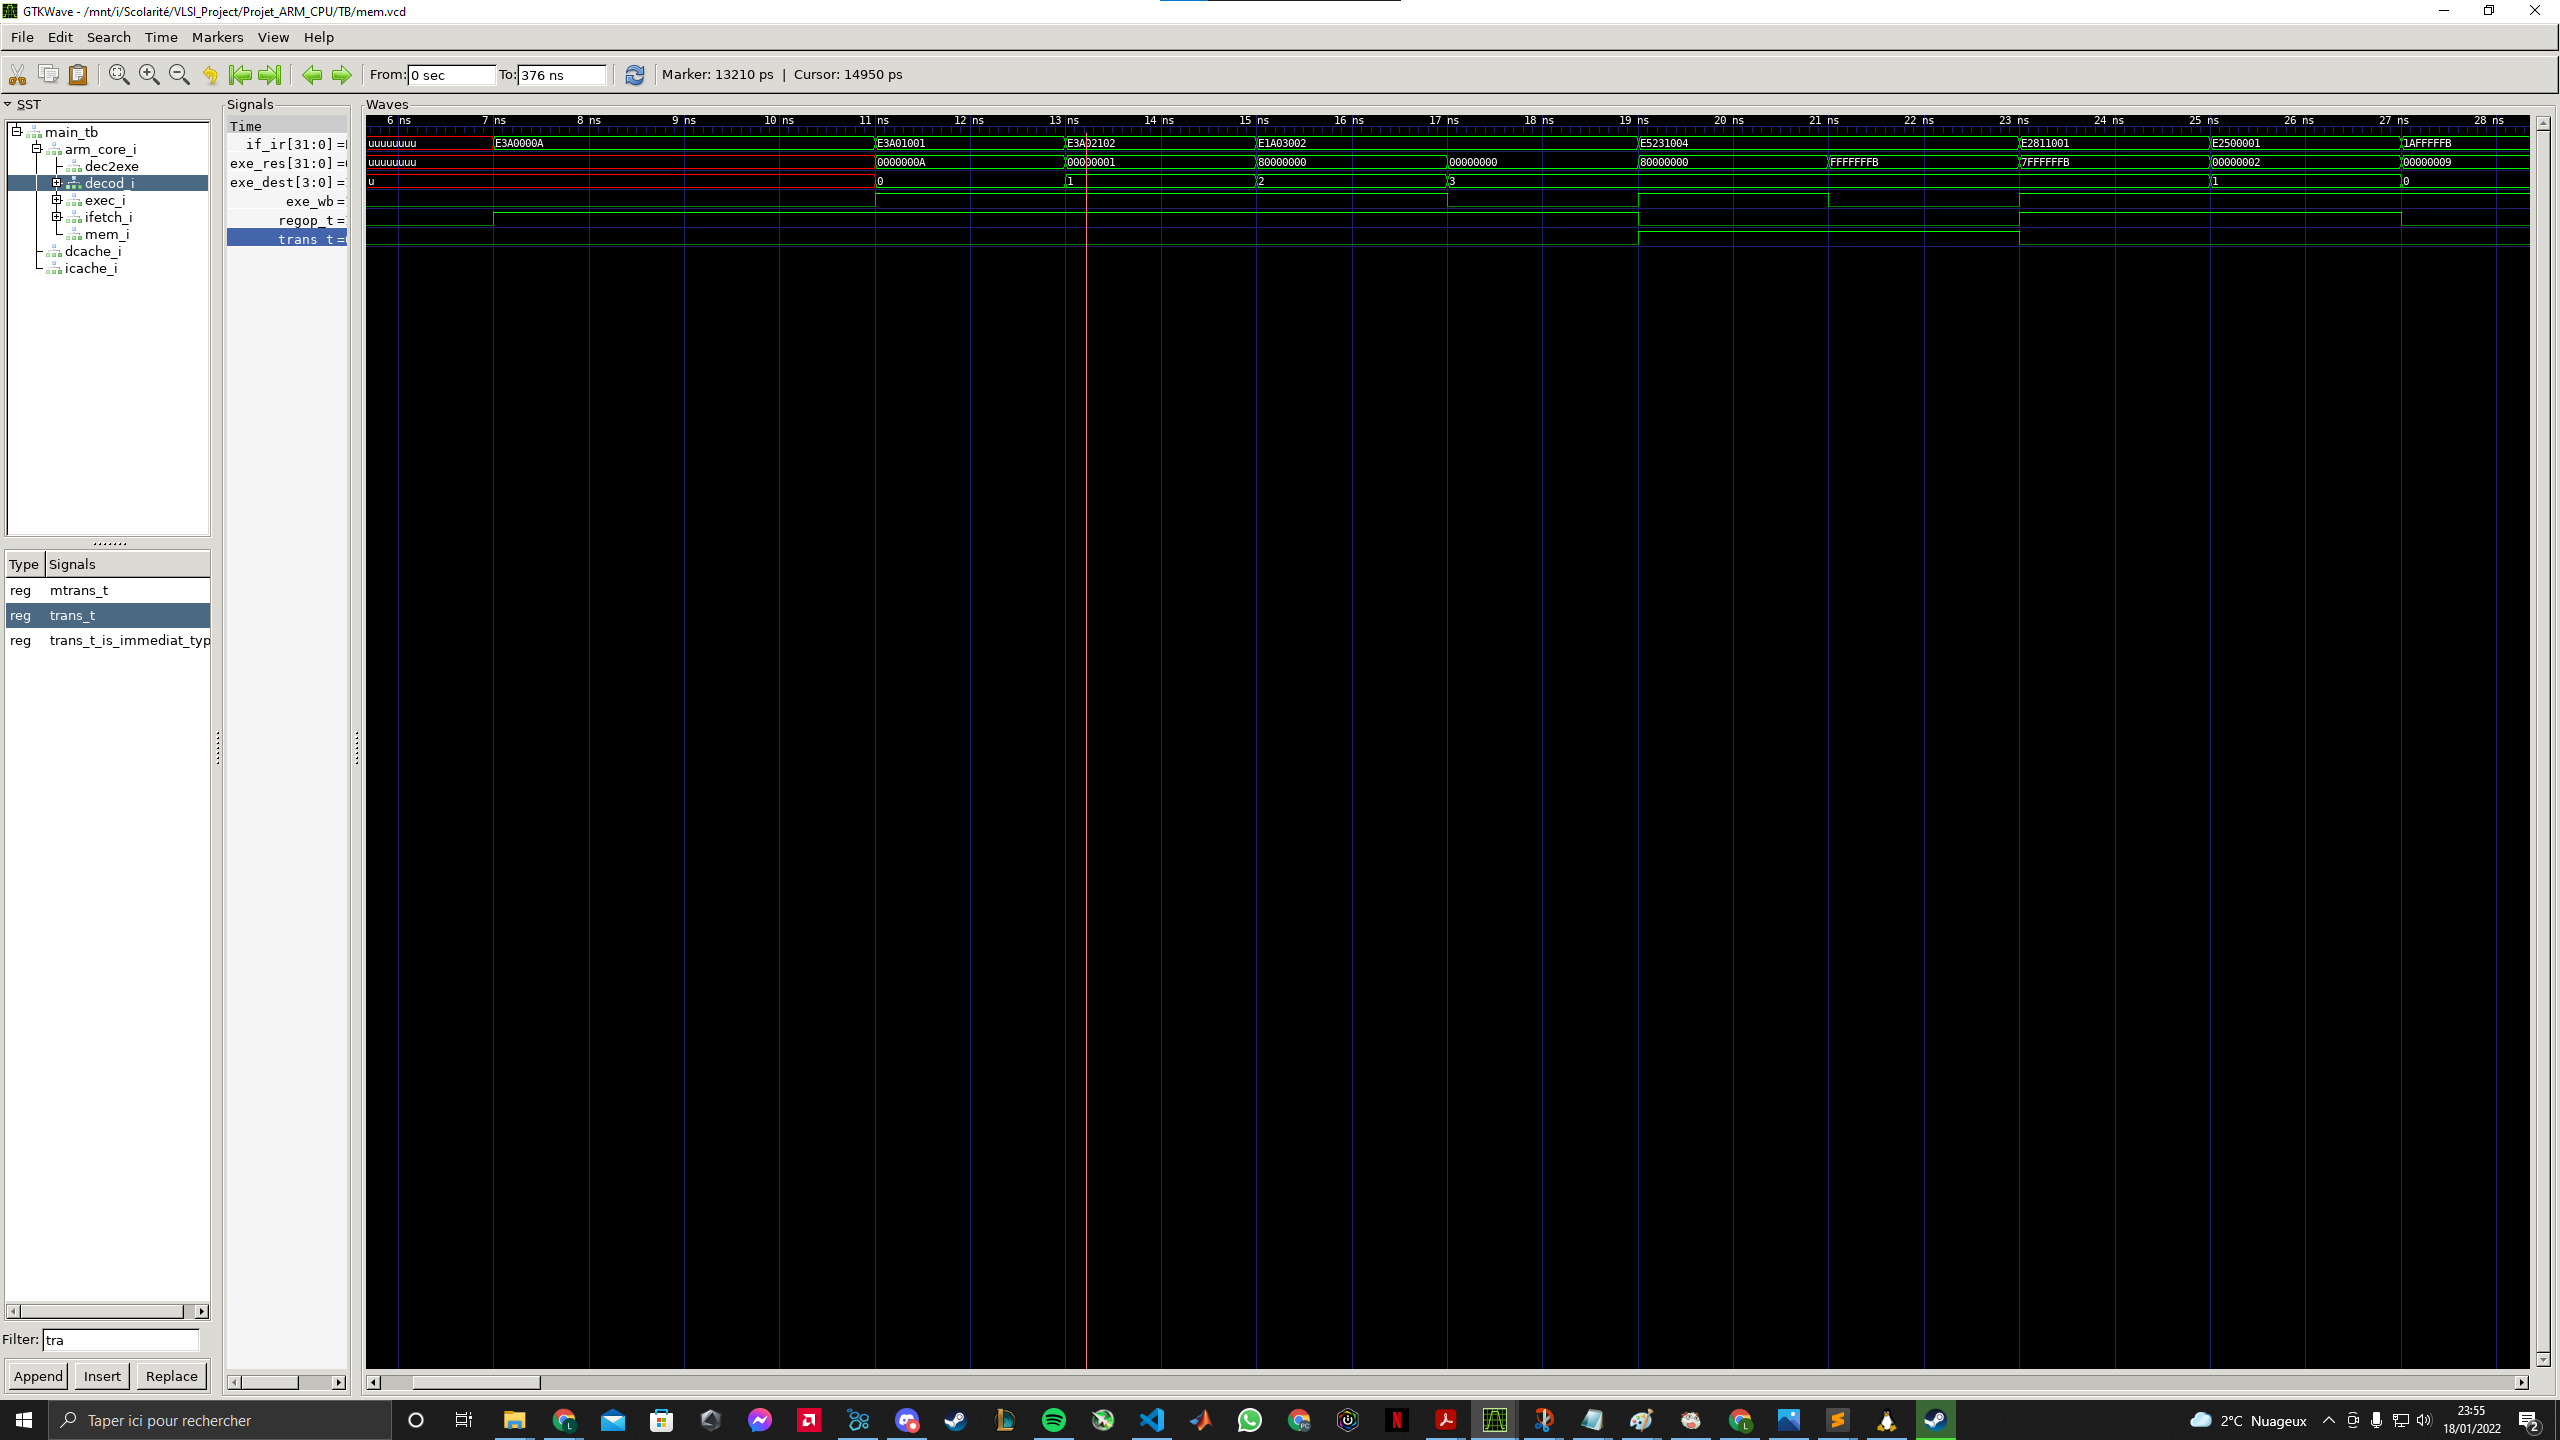 GTKWave - /mnt/i/Scolarité/VLSI_Project/Projet_ARM_CPU/TB/mem.vcd
File Edit Search Time Markers View Help
From: 0 sec To: 376 ns Marker: 13210 ps | Cursor: 14950 ps
SST
main_tb
arm_core_i
dec2exe
decod_i
exec_i
ifetch_i
mem_i
dcache_i
icache_i
Type Signals
reg mtrans_t
reg trans_t
reg trans_t_is_immediat_typ
Filter: tra
Append Insert Replace
Signals
Time
if_ir[31:0] =
exe_res[31:0] =
exe_dest[3:0] =
exe_wb =
regop_t =
trans_t =
Waves
6 ns 7 ns 8 ns 9 ns 10 ns 11 ns 12 ns 13 ns 14 ns 15 ns 16 ns 17 ns 18 ns 19 ns 20 ns 21 ns 22 ns 23 ns 24 ns 25 ns 26 ns 27 ns 28 ns
uuuuuuuu E3A0000A E3A01001 E3A02102 E1A03002 E5231004 E2811001 E2500001 1AFFFFFB
uuuuuuuu 0000000A 00000001 80000000 00000000 80000000 FFFFFFFB 7FFFFFFB 00000002 00000009
u 0 1 2 3 1 0
Taper ici pour rechercher
2°C Nuageux
23:55
18/01/2022
2